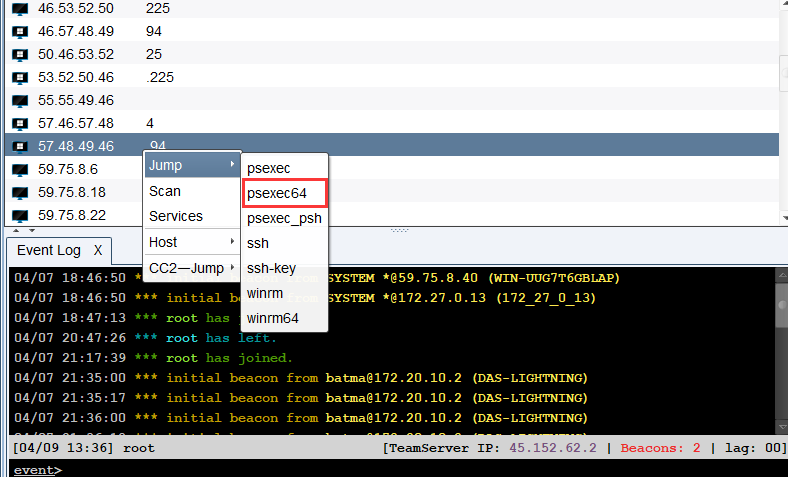 46.53.52.50 225
46.57.48.49 94
50.46.53.52 25
53.52.50.46 .225
55.55.49.46
57.46.57.48 4
57.48.49.46 .94
59.75.8.6
59.75.8.18
59.75.8.22
Jump
Scan
Services
Host
CC2—Jump
psexec
psexec64
psexec_psh
ssh
ssh-key
winrm
winrm64
Event Log X
04/07 18:46:50 *** initial beacon from SYSTEM *@59.75.8.40 (WIN-UUG7T6GBLAP)
04/07 18:46:50 *** initial beacon from SYSTEM *@172.27.0.13 (172_27_0_13)
04/07 18:47:13 *** root has
04/07 20:47:26 *** root has left.
04/07 21:17:39 *** root has joined.
04/07 21:35:00 *** initial beacon from batma@172.20.10.2 (DAS-LIGHTNING)
04/07 21:35:17 *** initial beacon from batma@172.20.10.2 (DAS-LIGHTNING)
04/07 21:36:00 *** initial beacon from batma@172.20.10.2 (DAS-LIGHTNING)
[04/09 13:36] root [TeamServer IP: 45.152.62.2 | Beacons: 2 | lag: 00]
event>